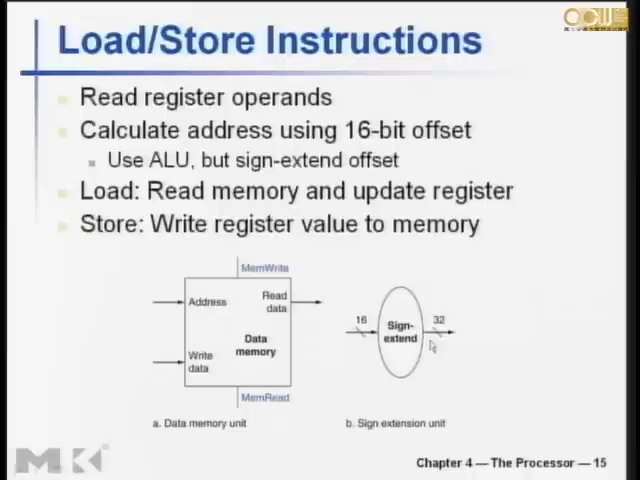 Load/Store Instructions
Read register operands
Calculate address using 16-bit offset
Use ALU, but sign-extend offset
Load: Read memory and update register
Store: Write register value to memory
MemWrite
Address
Read
data
16
32
Sign-
extend
Data
memory
Write
data
MemRead
a. Data memory unit
b. Sign extension unit
MK
Chapter 4 — The Processor — 15